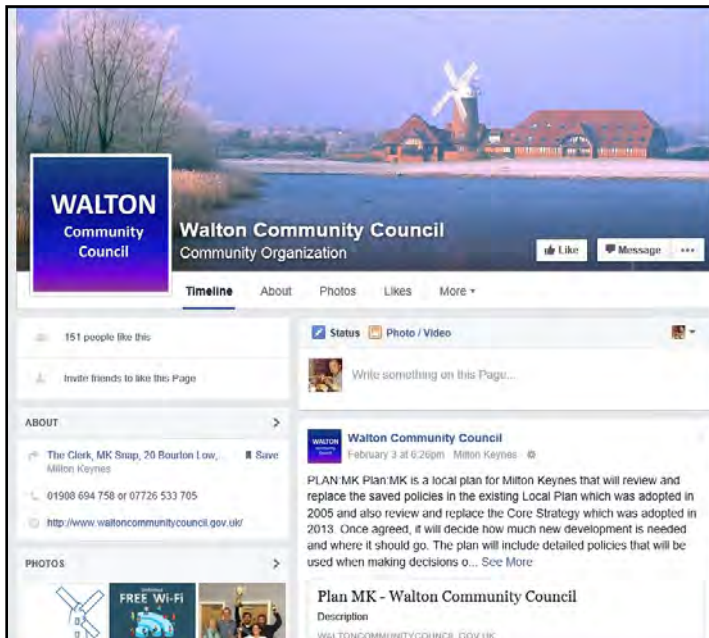 WALTON
Community
Council
Walton Community Council
Community Organization
Like
Message
Timeline
About
Photos
Likes
More
151 people like this
Invite friends to like this Page
ABOUT
The Clerk, MK Snap, 20 Bourton Low, ...
Save
Milton Keynes
01908 694 758 or 07726 533 705
http://www.waltoncommunitycouncil.gov.uk/
PHOTOS
FREE Wi-Fi
Status
Photo / Video
Write something on this Page...
WALTON
Walton Community Council
February 3 at 6:26pm · Milton Keynes ·
PLAN:MK Plan:MK is a local plan for Milton Keynes that will review and
replace the saved policies in the existing Local Plan which was adopted in
2005 and also review and replace the Core Strategy which was adopted in
2013. Once agreed, it will decide how much new development is needed
and where it should go. The plan will include detailed policies that will be
used when making decisions o... See More
Plan MK - Walton Community Council
Description
WALTONCOMMUNITYCOUNCIL.GOV.UK